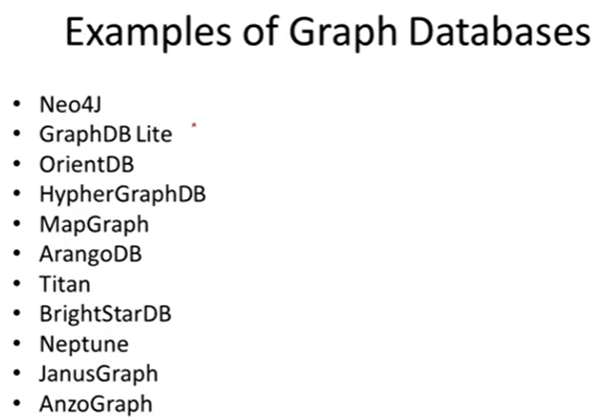 Examples of Graph Databases
• Neo4J
• GraphDB Lite
• OrientDB
• HypherGraphDB
• MapGraph
• ArangoDB
• Titan
• BrightStarDB
• Neptune
• JanusGraph
• AnzoGraph